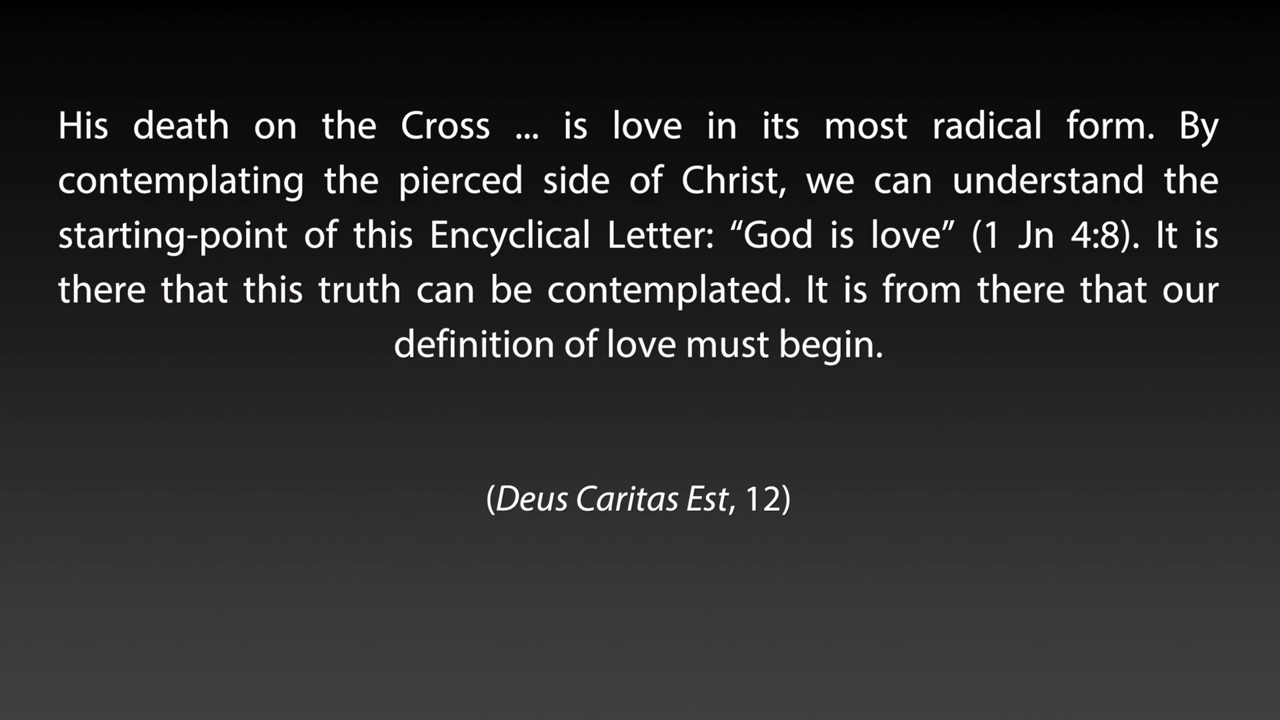 His death on the Cross ... is love in its most radical form. By
contemplating the pierced side of Christ, we can understand the
starting-point of this Encyclical Letter: “God is love” (1 Jn 4:8). It is
there that this truth can be contemplated. It is from there that our
definition of love must begin.
(Deus Caritas Est, 12)